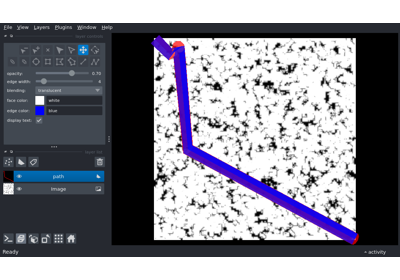 File View Layers Plugins Window Help
opacity: 0.70
edge width: 4
blending: translucent
face color: white
edge color: blue
display text:
path
Image
Ready
activity